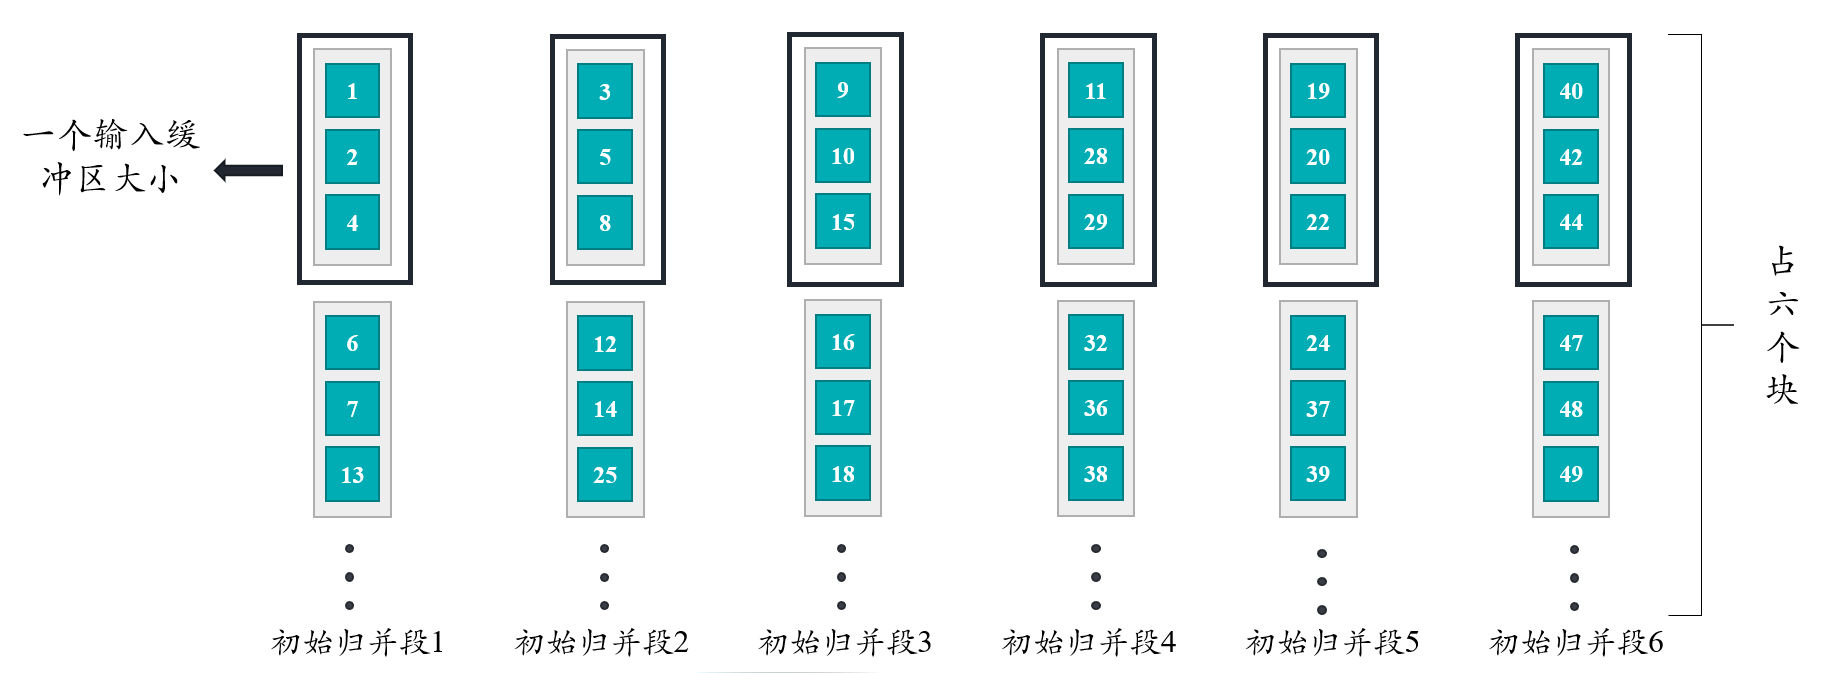 一个输入缓
冲区大小
1 3 9 11 19 40
2 5 10 28 20 42
4 8 15 29 22 44
6 12 16 32 24 47
7 14 17 36 37 48
13 25 18 38 39 49
占
六
个
块
初始归并段1 初始归并段2 初始归并段3 初始归并段4 初始归并段5 初始归并段6